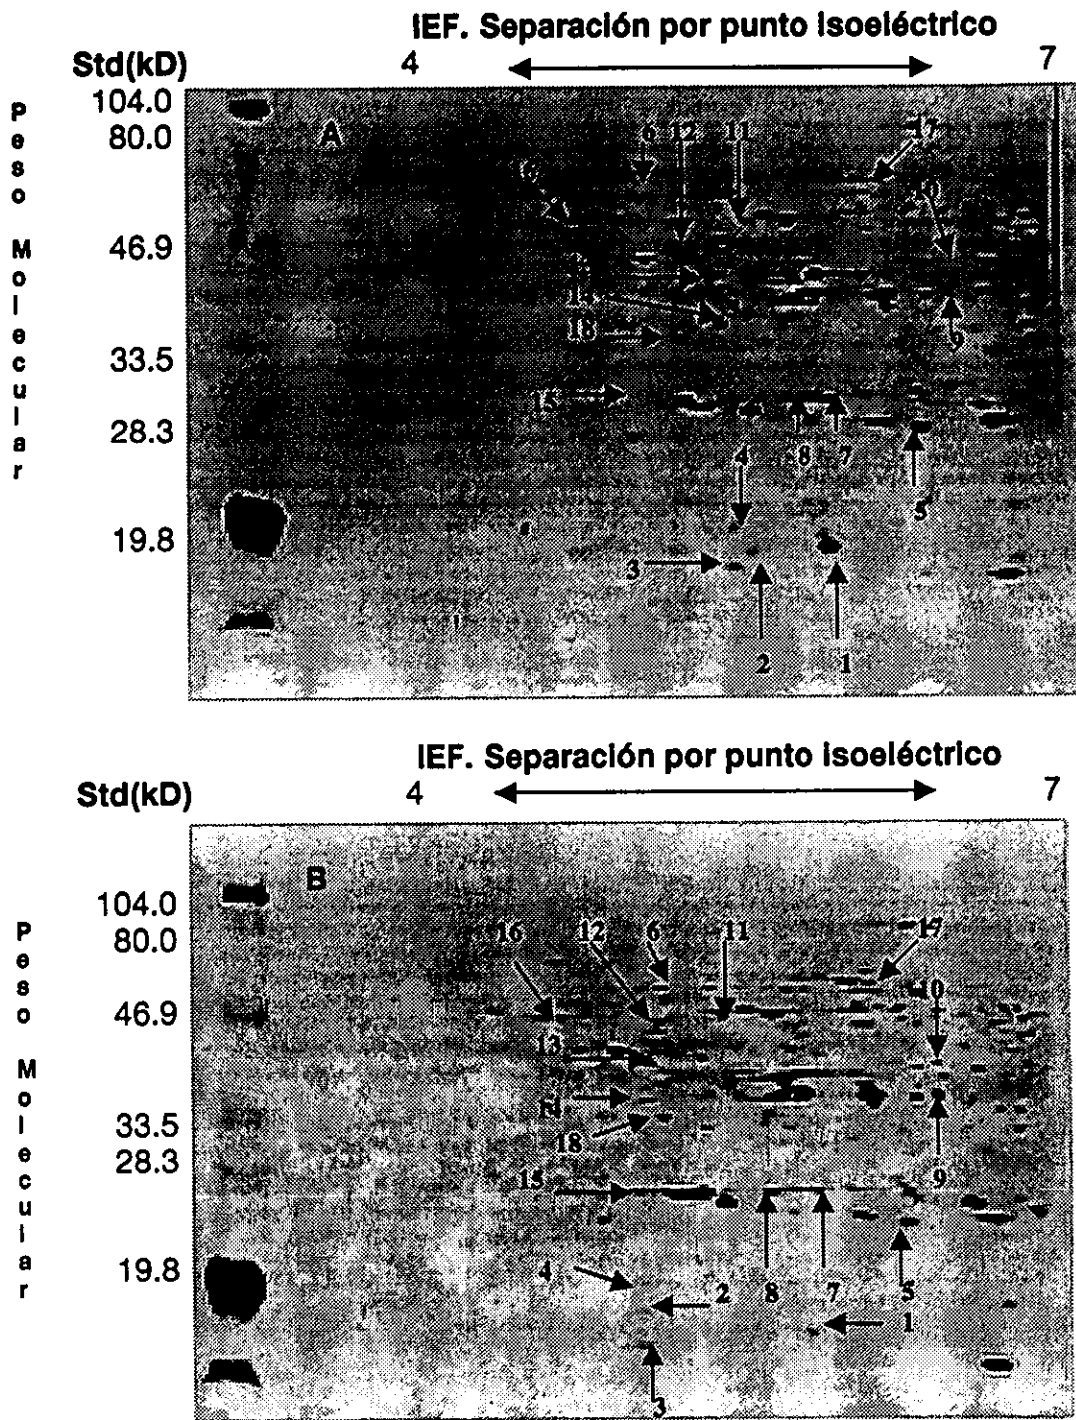 IEF. Separación por punto isoeléctrico
Std(kD) 4 7
Peso Molecular
104.0
80.0
46.9
33.5
28.3
19.8
A
6 12 11 17
10
18
9
15
8 7
4
5
3
2 1
IEF. Separación por punto isoeléctrico
Std(kD) 4 7
Peso Molecular
104.0
80.0
46.9
33.5
28.3
19.8
B
16 12 6 11 17
10
13
18
9
15
4 2 8 7 5
1
3